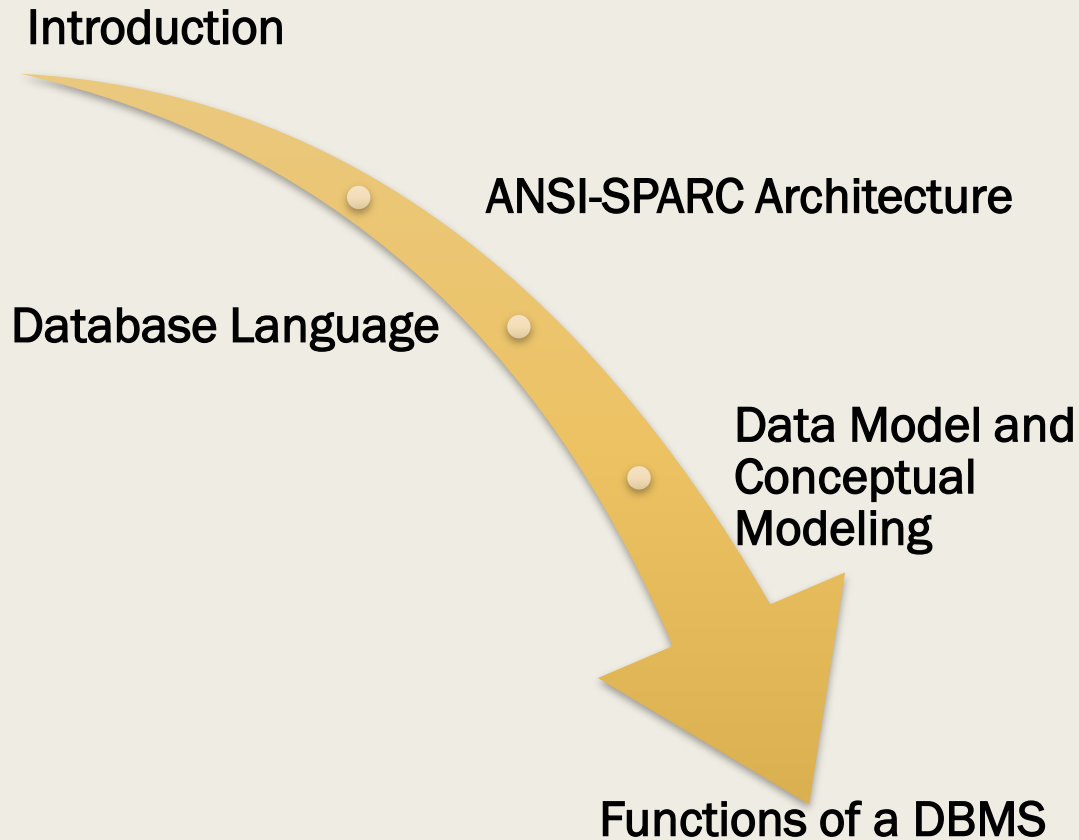 Introduction
ANSI-SPARC Architecture
Database Language
Data Model and
Conceptual
Modeling
Functions of a DBMS